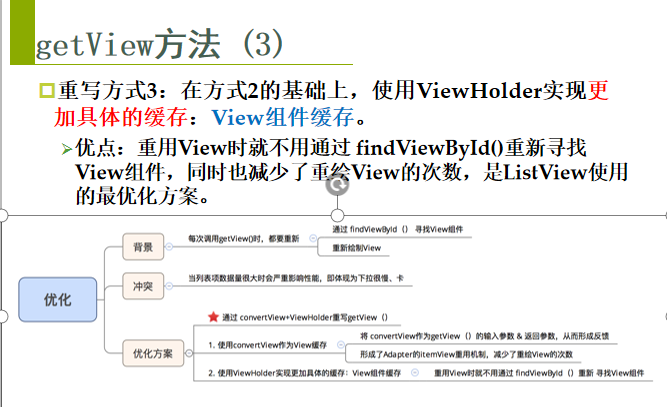 getView方法（3）
重写方式3：在方式2的基础上，使用ViewHolder实现更
加具体的缓存：View组件缓存。
优点：重用View时就不用通过 findViewById()重新寻找
View组件，同时也减少了重绘View的次数，是ListView使用
的最优化方案。
优化
背景
每次调用getView()时，都要重新
通过 findViewById（） 寻找View组件
重新绘制View
冲突
当列表项数据量很大时会严重影响性能，即体现为下拉很慢、卡
优化方案
通过 convertView+ViewHolder重写getView（）
1. 使用convertView作为View缓存
将 convertView作为getView（）的输入参数 & 返回参数，从而形成反馈
形成了Adapter的itemView重用机制，减少了重绘View的次数
2. 使用ViewHolder实现更加具体的缓存：View组件缓存
重用View时就不用通过 findViewById（）重新 寻找View组件